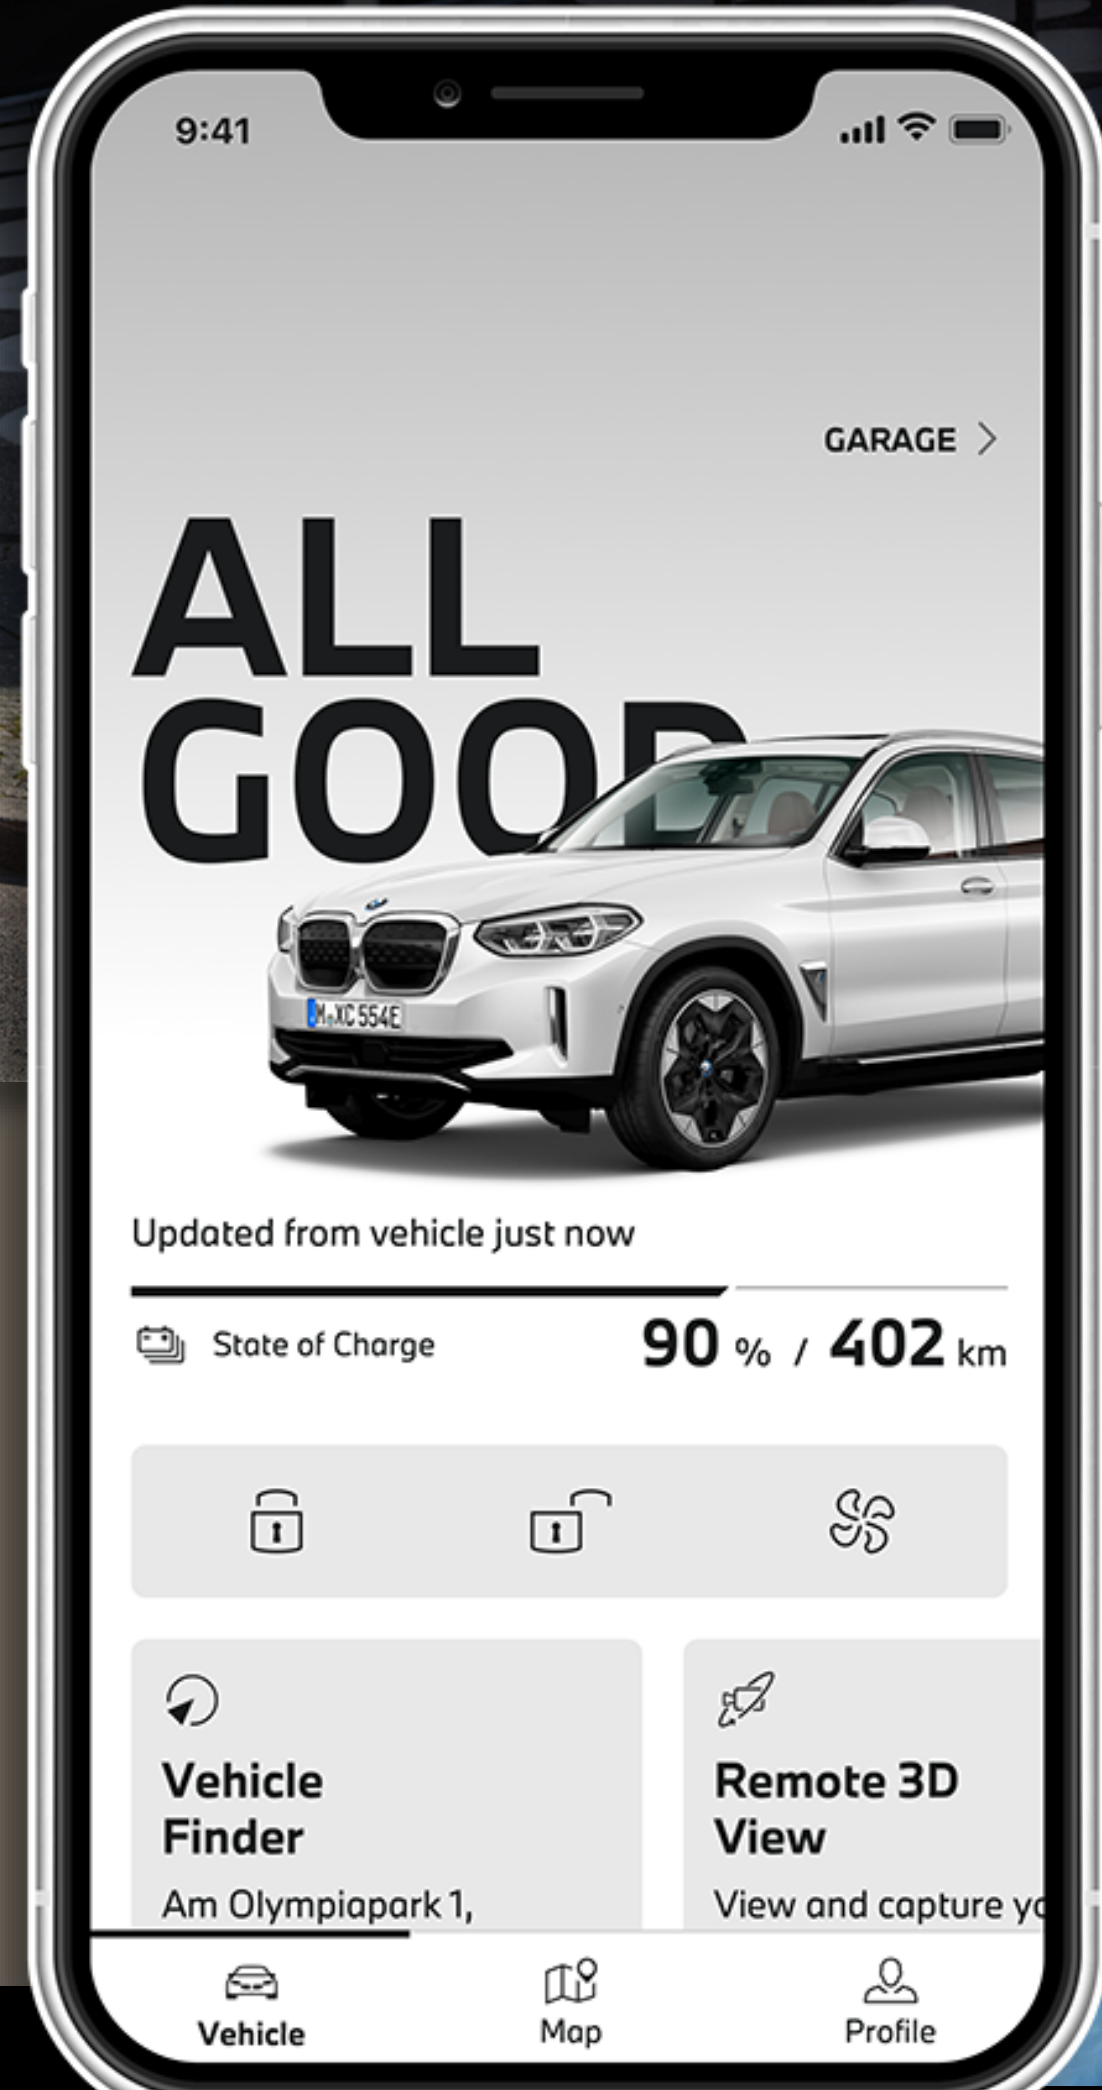 9:41
GARAGE
ALL
GOOD
M XC 554E
Updated from vehicle just now
State of Charge
90 % / 402 km
Vehicle
Finder
Am Olympiapark 1,
Remote 3D
View
View and capture yo
Vehicle
Map
Profile